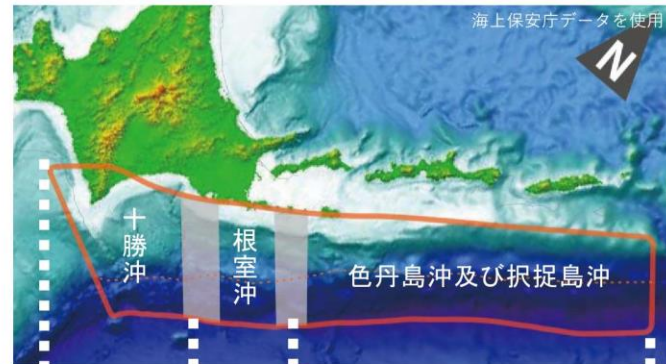 海上保安庁データを使用
N
十勝沖
根室沖
色丹島沖及び択捉島沖